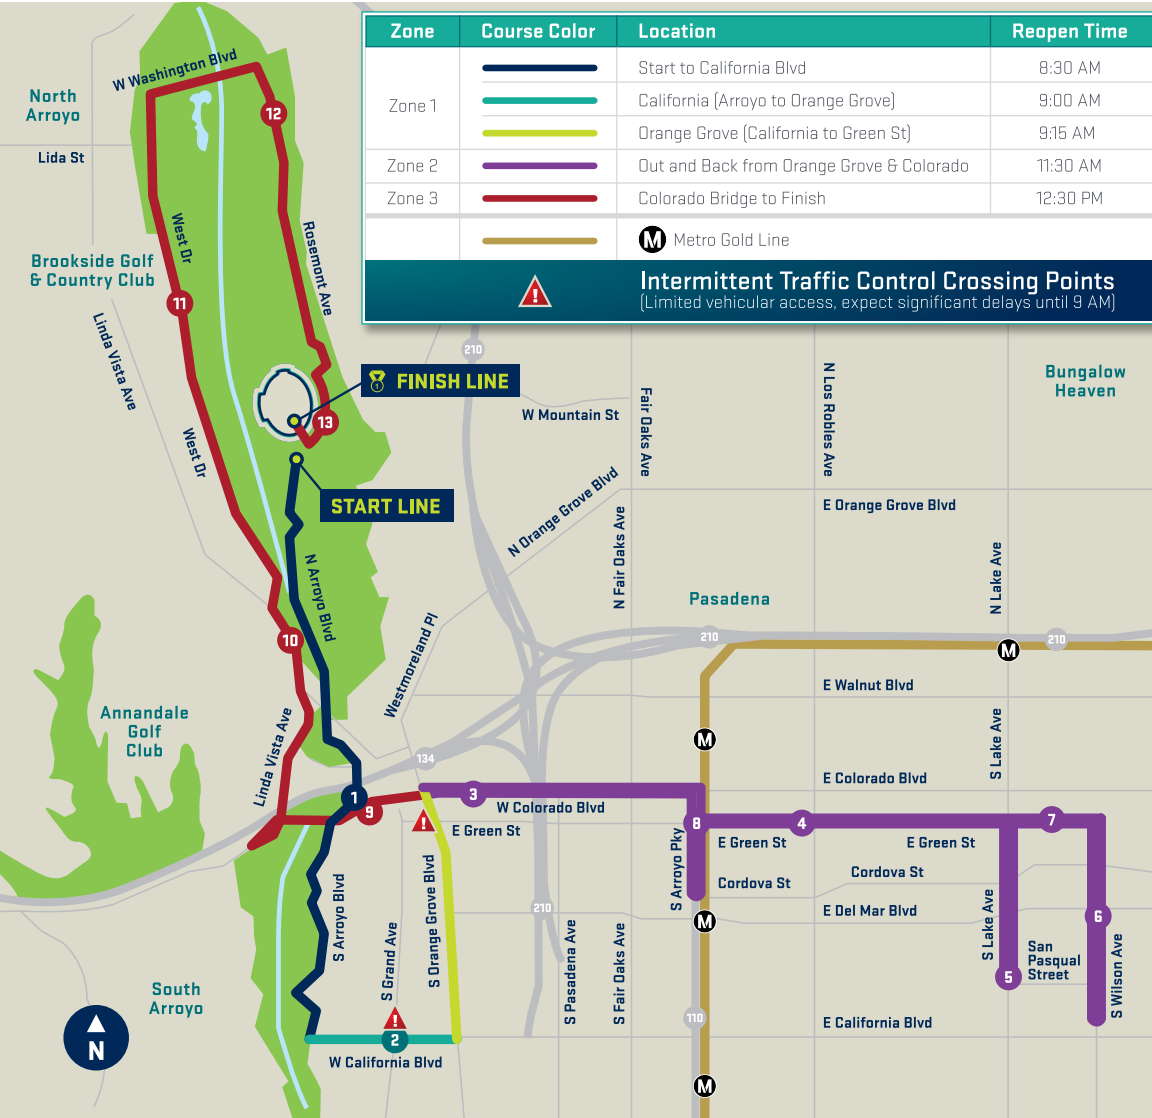 Zone Course Color Location Reopen Time
Zone 1
Start to California Blvd 8:30 AM
California (Arroyo to Orange Grove) 9:00 AM
Orange Grove (California to Green St) 9:15 AM
Zone 2 Out and Back from Orange Grove & Colorado 11:30 AM
Zone 3 Colorado Bridge to Finish 12:30 PM
M Metro Gold Line
! Intermittent Traffic Control Crossing Points
(Limited vehicular access, expect significant delays until 9 AM)
W Washington Blvd
North
Arroyo
12
Lida St
West Dr
Rosemont Ave
Brookside Golf
& Country Club
11
Linda Vista Ave
210
1 FINISH LINE
Bungalow
Heaven
N Los Robles Ave
Fair Oaks Ave
W Mountain St
13
West Dr
START LINE
N Orange Grove Blvd
E Orange Grove Blvd
N Fair Oaks Ave
N Lake Ave
N Arroyo Blvd
Pasadena
10
Westmoreland Pl
210
210
M
E Walnut Blvd
Annandale
Golf
Club
Linda Vista Ave
M
S Lake Ave
134
E Colorado Blvd
1
3
W Colorado Blvd
9
!
E Green St
8
4
7
S Arroyo Pky
E Green St
E Green St
Cordova St
Cordova St
S Arroyo Blvd
S Grand Ave
S Orange Grove Blvd
210
S Pasadena Ave
S Fair Oaks Ave
M
E Del Mar Blvd
6
S Lake Ave
San
Pasqual
Street
5
S Wilson Ave
South
Arroyo
!
110
E California Blvd
N
2
W California Blvd
M